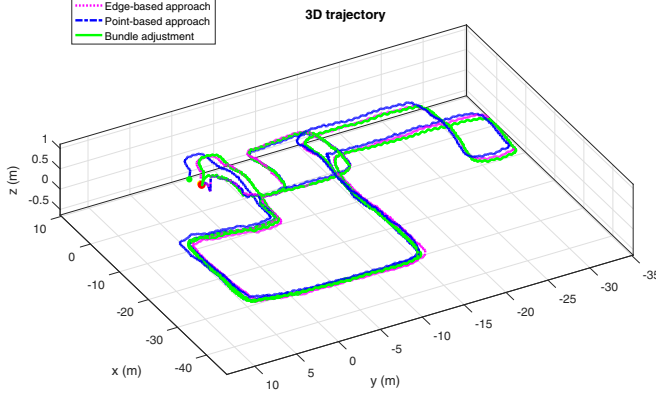 Edge-based approach
Point-based approach
Bundle adjustment
3D trajectory
z (m)
1
0.5
0
-0.5
10
0
-10
-20
-30
-40
x (m)
10
5
0
-5
-10
-15
-20
-25
-30
-35
y (m)